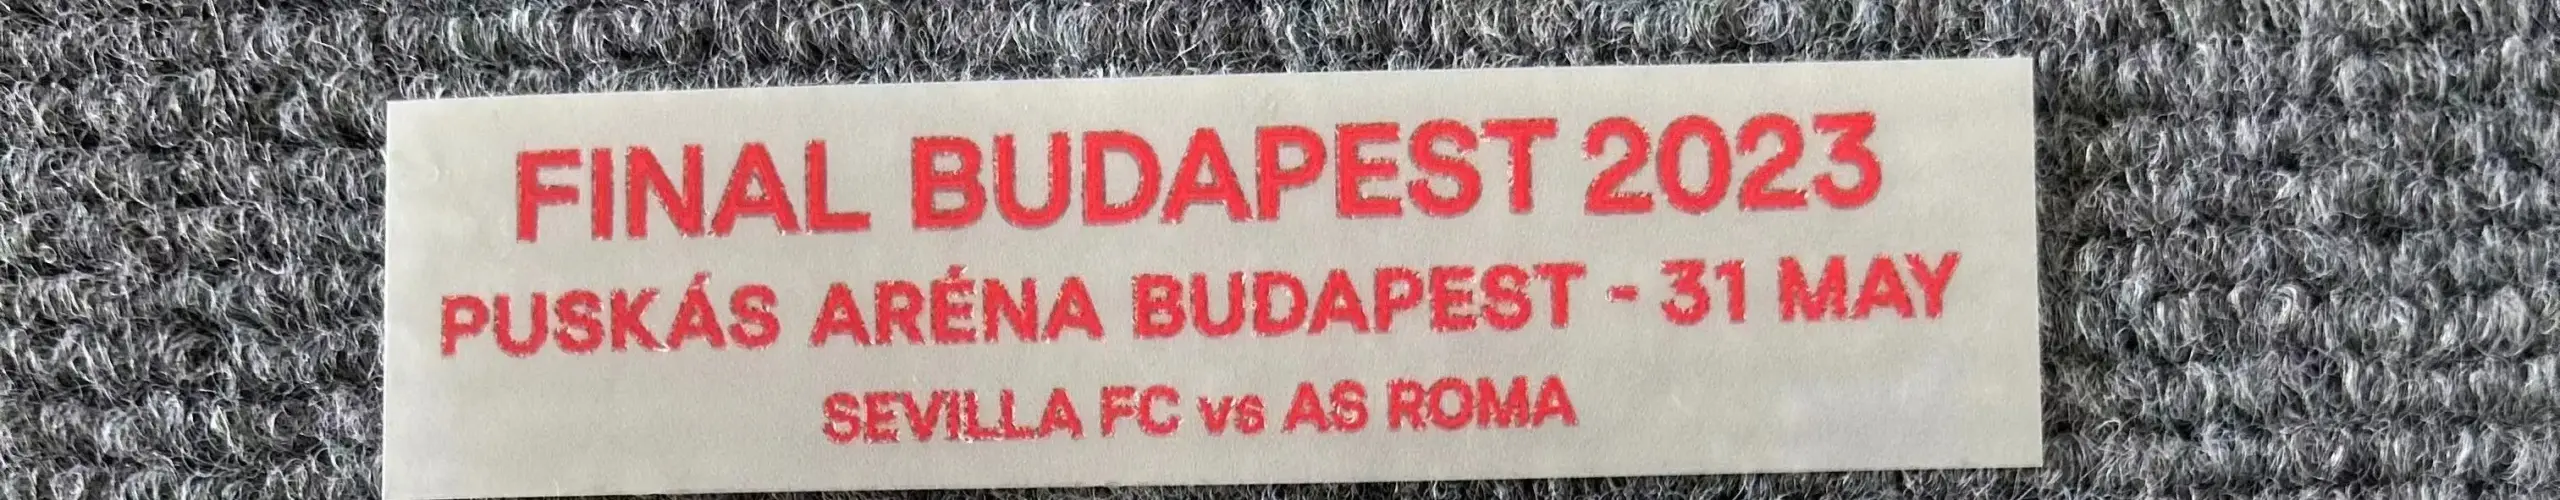 FINAL BUDAPEST 2023
PUSKÁS ARÉNA BUDAPEST - 31 MAY
SEVILLA FC vs AS ROMA